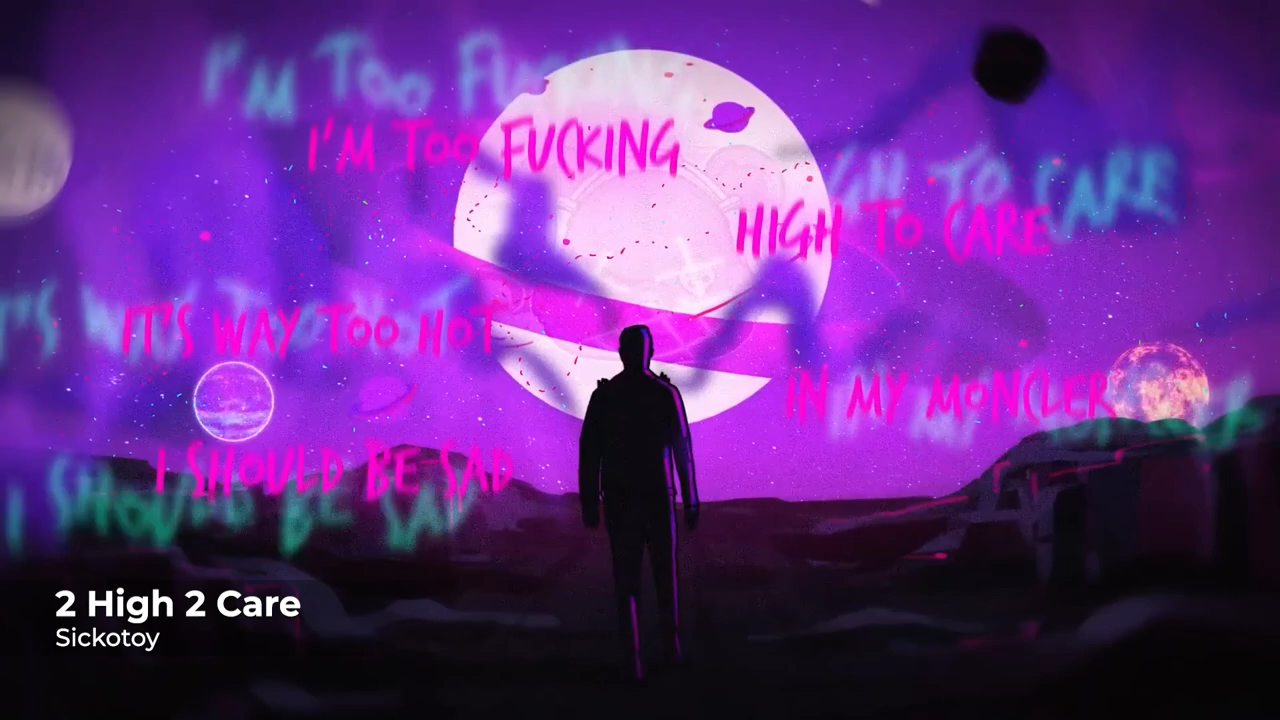 I'M TOO FUCKING
HIGH TO CARE
IT'S WAY TOO HOT
IN MY MONCLER
I SHOULD BE SAD
2 High 2 Care
Sickotoy